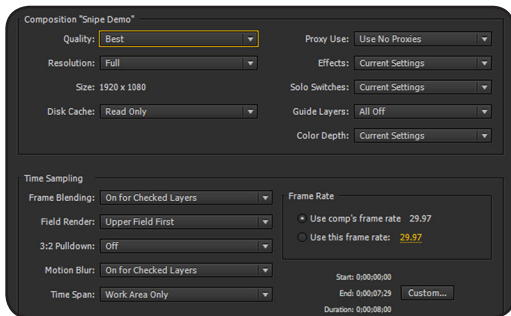 Composition "Snipe Demo"
Quality: Best Proxy Use: Use No Proxies
Resolution: Full Effects: Current Settings
Size: 1920 x 1080 Solo Switches: Current Settings
Disk Cache: Read Only Guide Layers: All Off
Color Depth: Current Settings
Time Sampling
Frame Blending: On for Checked Layers Frame Rate
Field Render: Upper Field First Use comp's frame rate 29.97
3:2 Pulldown: Off Use this frame rate: 29.97
Motion Blur: On for Checked Layers Start: 0;00;00;00
Time Span: Work Area Only End: 0;00;07;29 Custom...
Duration: 0;00;08;00